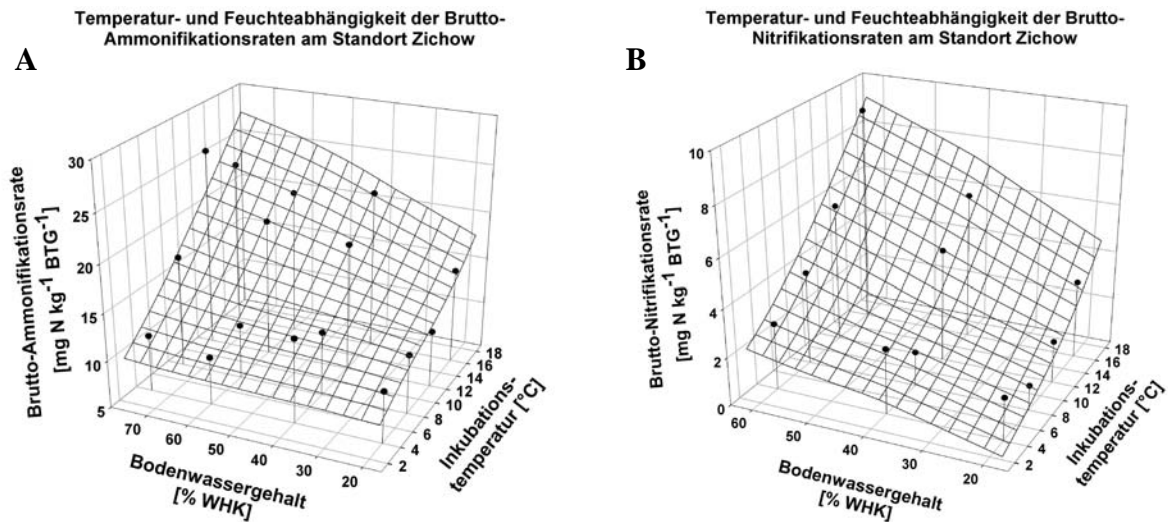 Temperatur- und Feuchteabhängigkeit der Brutto-
Ammonifikationsraten am Standort Zichow
A
Brutto-Ammonifikationsrate
[mg N kg⁻¹ BTG⁻¹]
30
25
20
15
10
5
70
60
50
40
30
20
Bodenwassergehalt
[% WHK]
18
16
14
12
10
8
6
4
2
Inkubations-
temperatur [°C]
Temperatur- und Feuchteabhängigkeit der Brutto-
Nitrifikationsraten am Standort Zichow
B
Brutto-Nitrifikationsrate
[mg N kg⁻¹ BTG⁻¹]
10
8
6
4
2
0
60
50
40
30
20
Bodenwassergehalt
[% WHK]
18
16
14
12
10
8
6
4
2
Inkubations-
temperatur [°C]